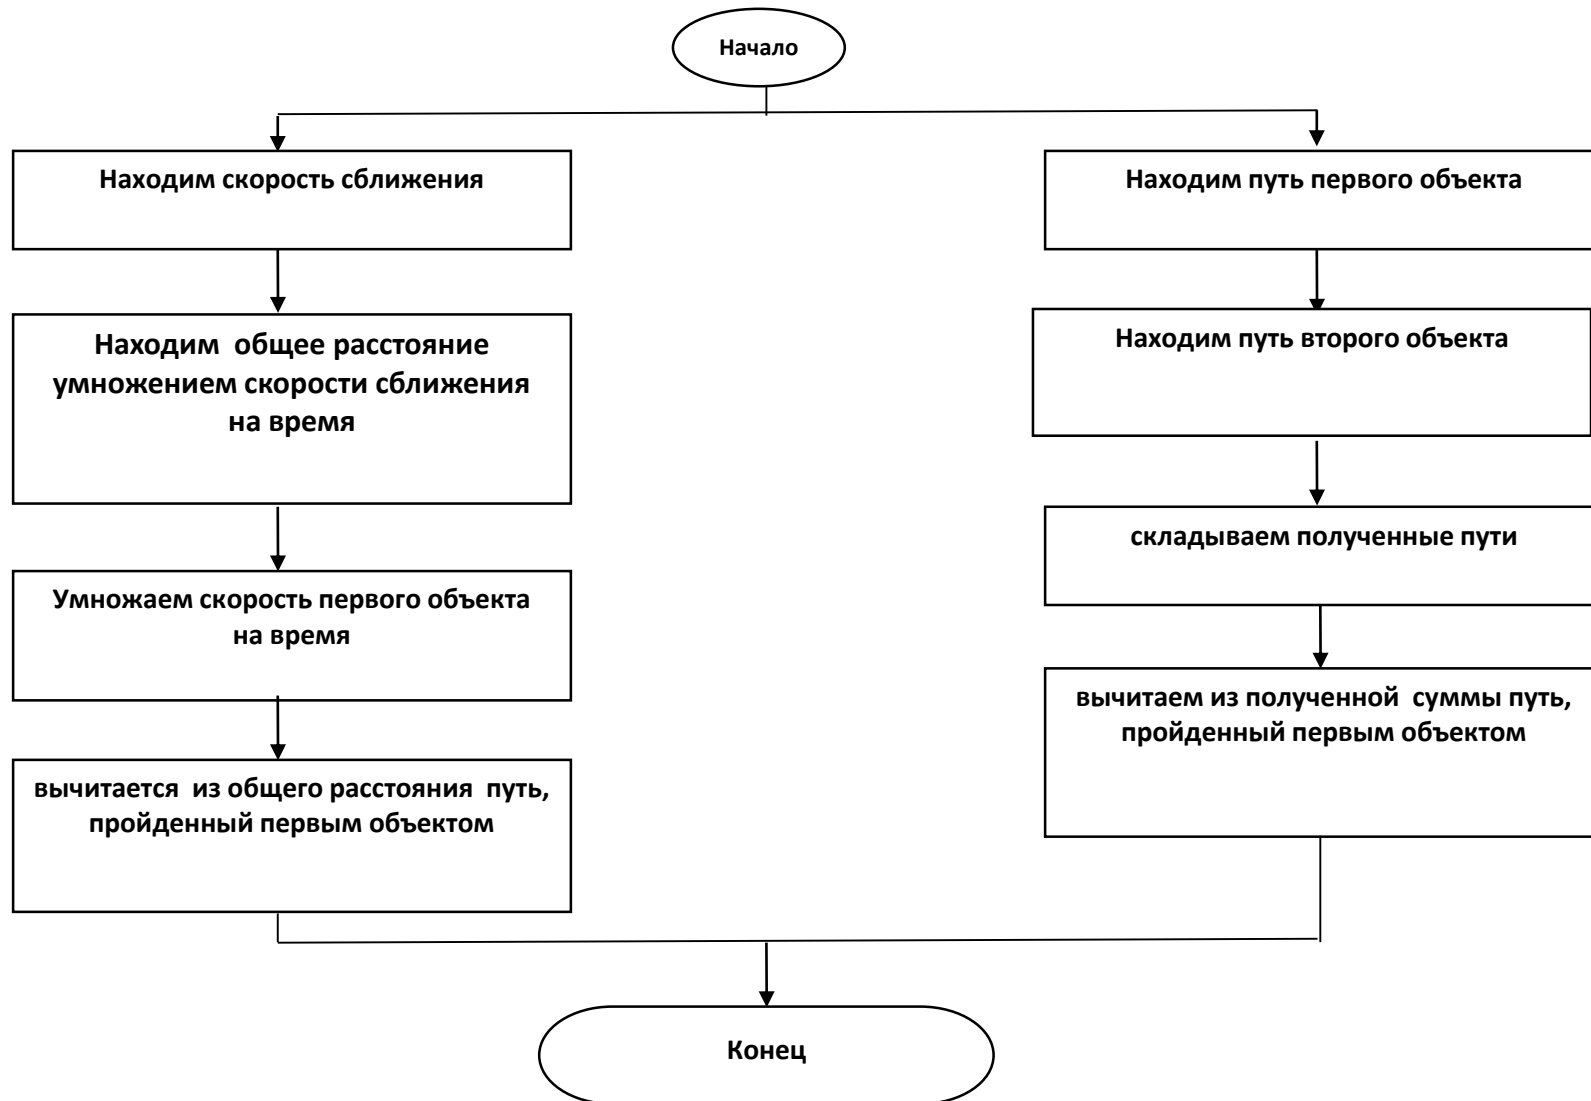 Начало
Находим скорость сближения
Находим общее расстояние
умножением скорости сближения
на время
Умножаем скорость первого объекта
на время
вычитается из общего расстояния путь,
пройденный первым объектом
Находим путь первого объекта
Находим путь второго объекта
складываем полученные пути
вычитаем из полученной суммы путь,
пройденный первым объектом
Конец